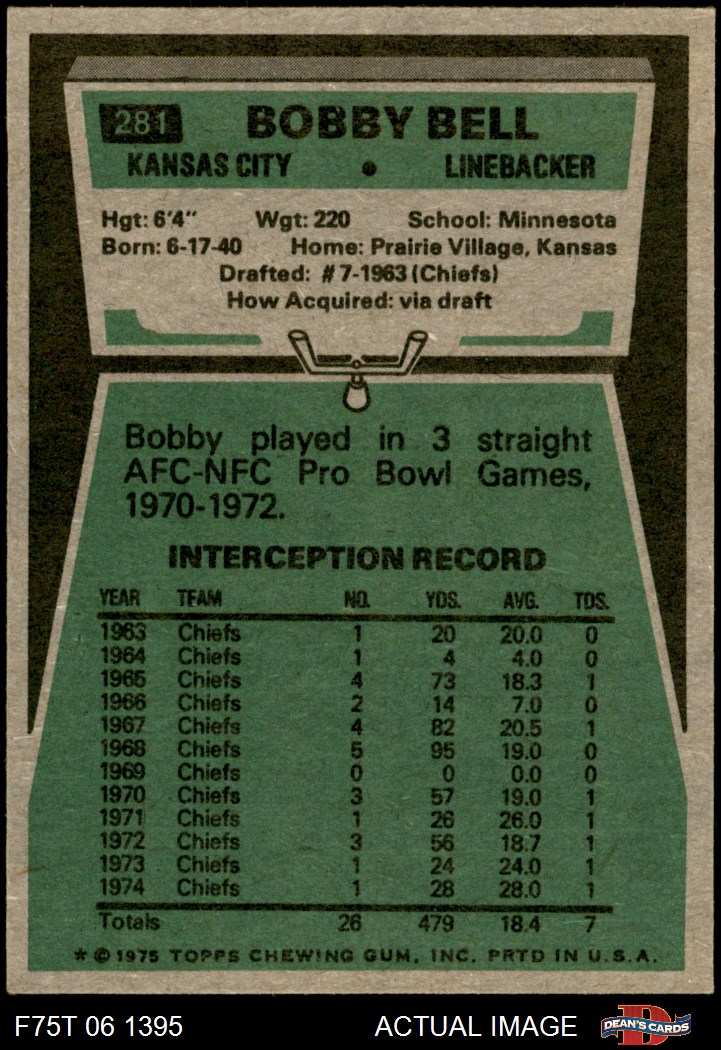 281 BOBBY BELL
KANSAS CITY • LINEBACKER
Hgt: 6'4" Wgt: 220 School: Minnesota
Born: 6-17-40 Home: Prairie Village, Kansas
Drafted: #7-1963 (Chiefs)
How Acquired: via draft
Bobby played in 3 straight
AFC-NFC Pro Bowl Games,
1970-1972.
INTERCEPTION RECORD
YEAR TEAM NO. YDS. AVG. TDS.
1963 Chiefs 1 20 20.0 0
1964 Chiefs 1 4 4.0 0
1965 Chiefs 4 73 18.3 1
1966 Chiefs 2 14 7.0 0
1967 Chiefs 4 82 20.5 1
1968 Chiefs 5 95 19.0 0
1969 Chiefs 0 0 0.0 0
1970 Chiefs 3 57 19.0 1
1971 Chiefs 1 26 26.0 1
1972 Chiefs 3 56 18.7 1
1973 Chiefs 1 24 24.0 1
1974 Chiefs 1 28 28.0 1
Totals 26 479 18.4 7
* © 1975 TOPPS CHEWING GUM, INC. PRTD IN U.S.A.
F75T 06 1395 ACTUAL IMAGE D DEAN'S CARDS